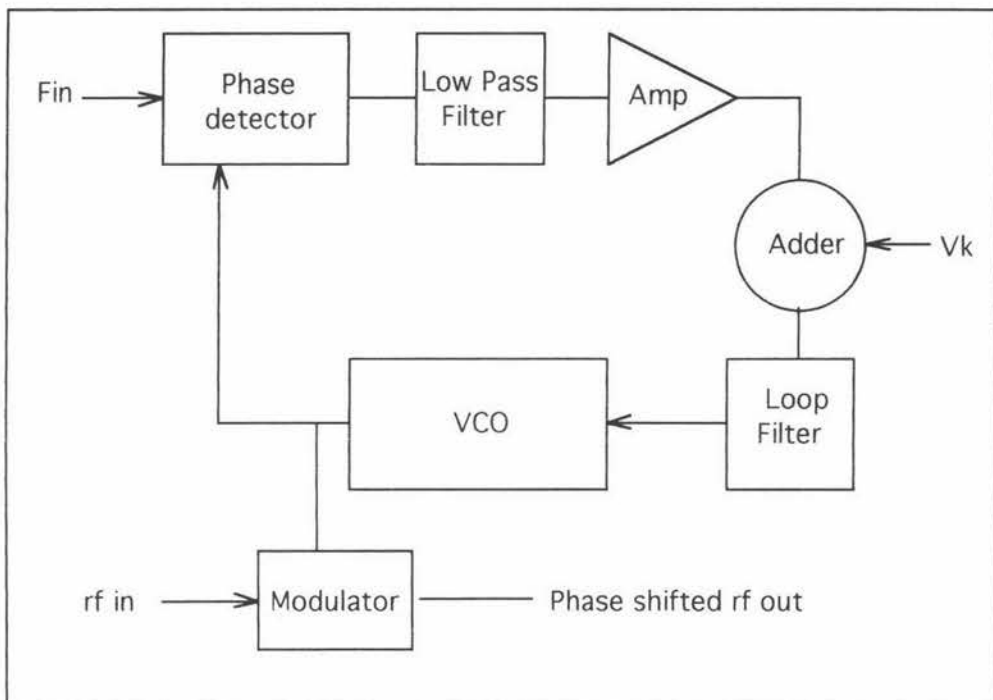 Fin
Phase
detector
Low Pass
Filter
Amp
Adder
Vk
Loop
Filter
VCO
rf in
Modulator
Phase shifted rf out